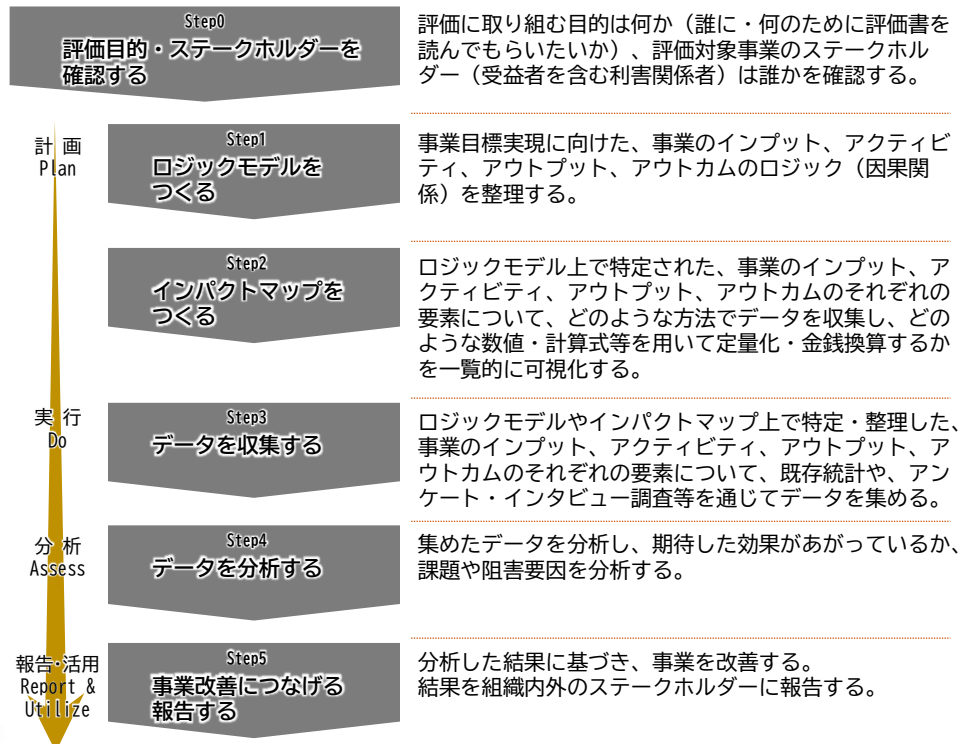 Step0
評価目的・ステークホルダーを
確認する
評価に取り組む目的は何か（誰に・何のために評価書を
読んでもらいたいか）、評価対象事業のステークホル
ダー（受益者を含む利害関係者）は誰かを確認する。
計 画
Plan
Step1
ロジックモデルを
つくる
事業目標実現に向けた、事業のインプット、アクティビ
ティ、アウトプット、アウトカムのロジック（因果関
係）を整理する。
Step2
インパクトマップを
つくる
ロジックモデル上で特定された、事業のインプット、ア
クティビティ、アウトプット、アウトカムのそれぞれの
要素について、どのような方法でデータを収集し、どの
ような数値・計算式等を用いて定量化・金銭換算するか
を一覧的に可視化する。
実 行
Do
Step3
データを収集する
ロジックモデルやインパクトマップ上で特定・整理した、
事業のインプット、アクティビティ、アウトプット、ア
ウトカムのそれぞれの要素について、既存統計や、アン
ケート・インタビュー調査等を通じてデータを集める。
分 析
Assess
Step4
データを分析する
集めたデータを分析し、期待した効果があがっているか、
課題や阻害要因を分析する。
報告・活用
Report &
Utilize
Step5
事業改善につなげる
報告する
分析した結果に基づき、事業を改善する。
結果を組織内外のステークホルダーに報告する。